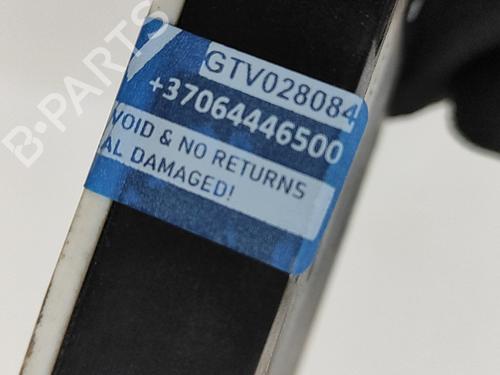 GTV028084
+37064446500
VOID & NO RETURNS
AL DAMAGED!
B-PARTS